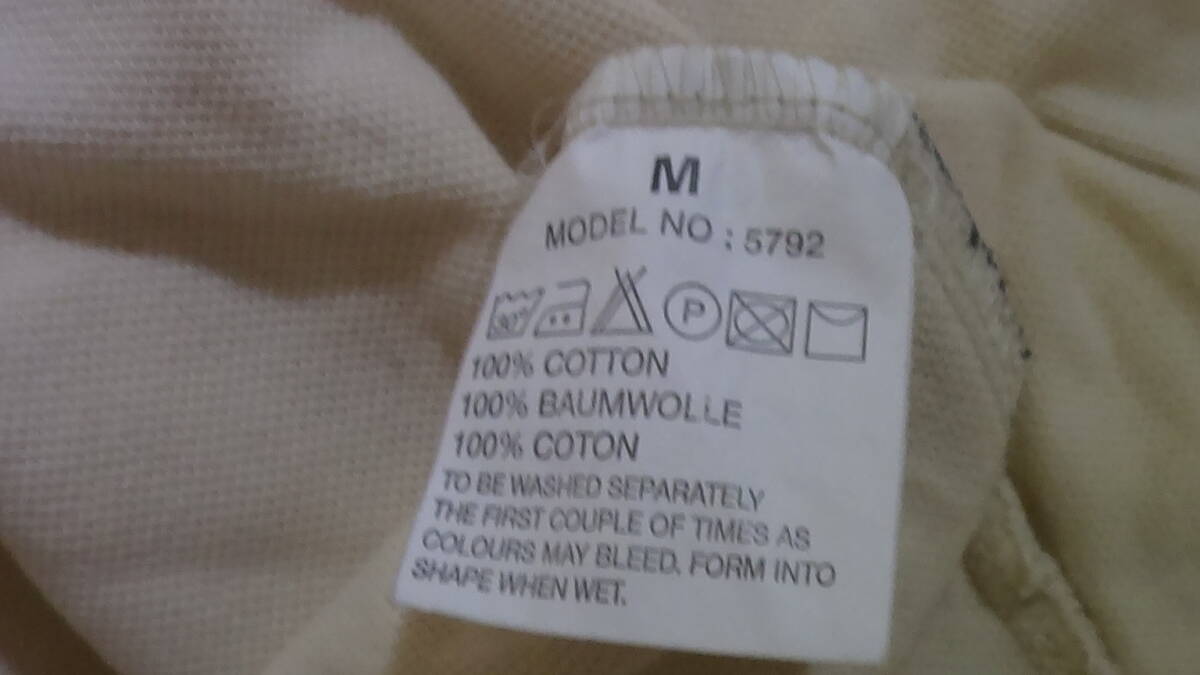 M
MODEL NO : 5792
30°
P
100% COTTON
100% BAUMWOLLE
100% COTON
TO BE WASHED SEPARATELY
THE FIRST COUPLE OF TIMES AS
COLOURS MAY BLEED. FORM INTO
SHAPE WHEN WET.